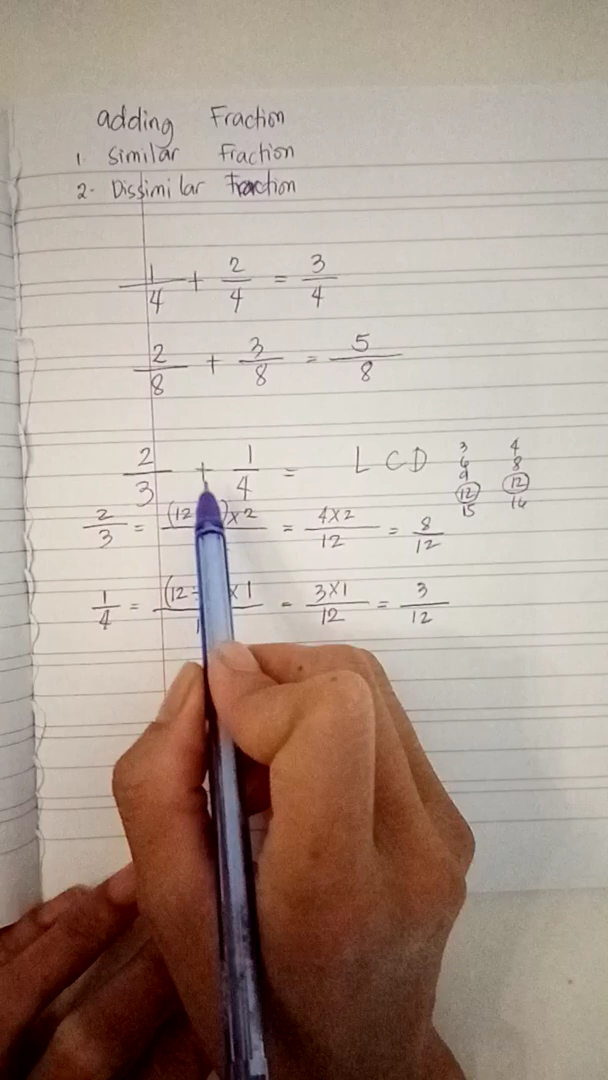 adding Fraction
1. Similar Fraction
2- Dissimilar Fraction
1/4 + 2/4 = 3/4
2/8 + 3/8 = 5/8
2/3 + 1/4 = LCD
3 4
6 8
9 12
12 16
15
2/3 = (12 )x2 = 4x2/12 = 8/12
1/4 = (12÷ x1 = 3x1/12 = 3/12